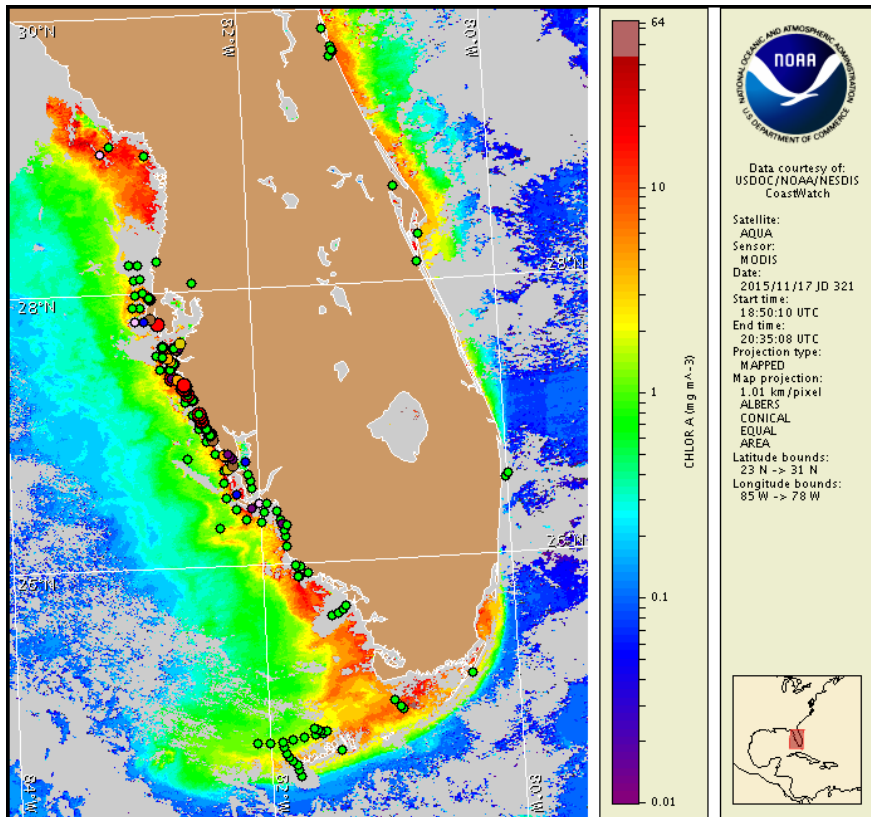 30°N
82°W
80°W
28°N
28°N
26°N
26°N
84°W
82°W
80°W
64
10
1
0.1
0.01
CHLOR A (mg m^-3)
NATIONAL OCEANIC AND ATMOSPHERIC ADMINISTRATION
NOAA
U.S. DEPARTMENT OF COMMERCE
Data courtesy of:
USDOC/NOAA/NESDIS
CoastWatch
Satellite:
AQUA
Sensor:
MODIS
Date:
2015/11/17 JD 321
Start time:
18:50:10 UTC
End time:
20:35:08 UTC
Projection type:
MAPPED
Map projection:
1.01 km/pixel
ALBERS
CONICAL
EQUAL
AREA
Latitude bounds:
23 N -> 31 N
Longitude bounds:
85 W -> 78 W